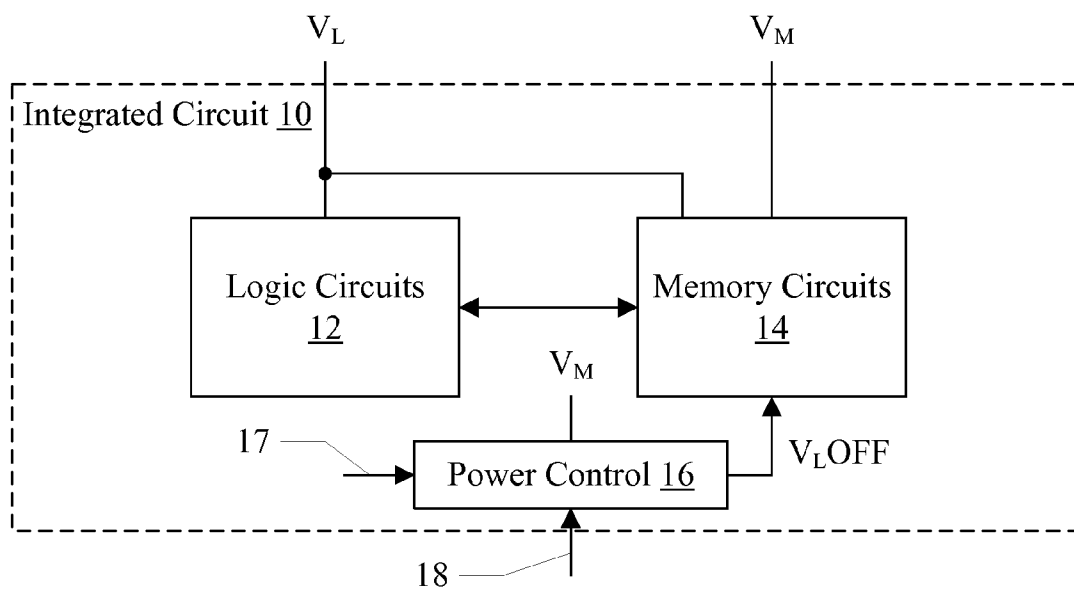 V_L
V_M
Integrated Circuit 10
Logic Circuits
12
Memory Circuits
14
V_M
17
V_LOFF
Power Control 16
18